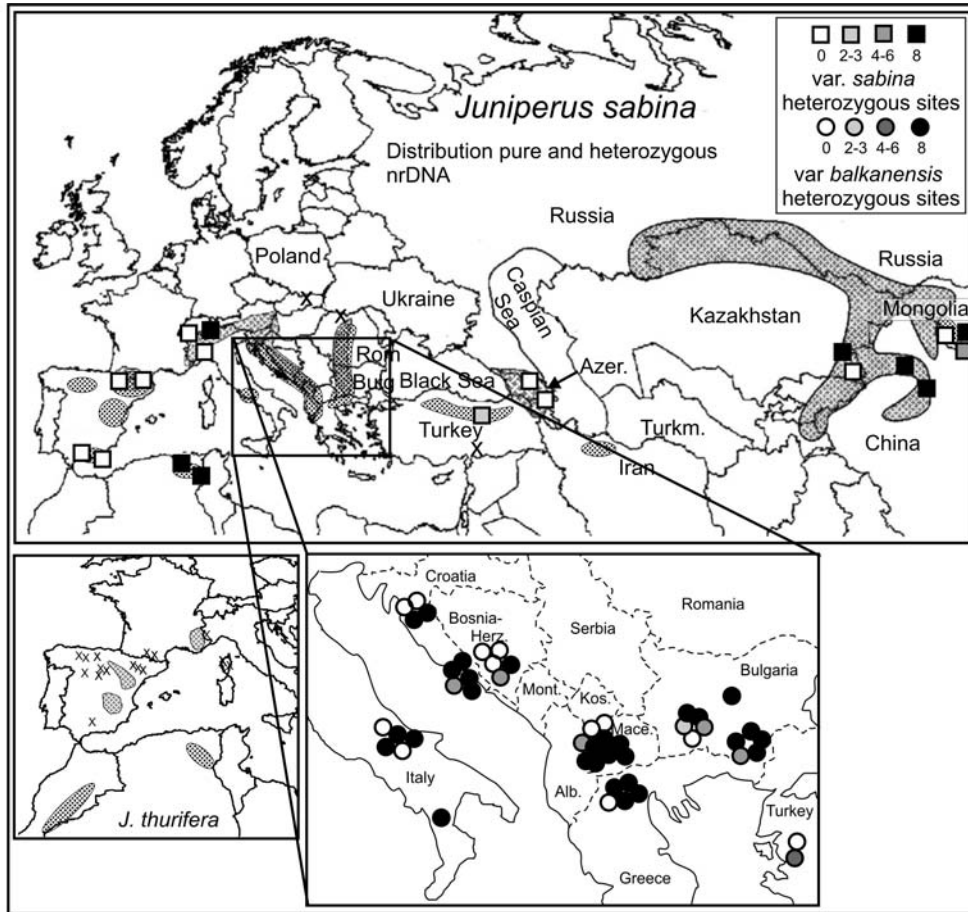 0 2-3 4-6 8
var. sabina
heterozygous sites
0 2-3 4-6 8
var balkanensis
heterozygous sites
Juniperus sabina
Distribution pure and heterozygous
nrDNA
Russia
Russia
Poland
x
Ukraine
x
Caspian
Sea
Kazakhstan
Mongolia
Rom
Bulg
Black Sea
Azer.
Turkey
x
Turkm.
Iran
China
J. thurifera
Croatia
Bosnia-
Herz.
Serbia
Romania
Mont.
Kos.
Bulgaria
Mace.
Italy
Alb.
Turkey
Greece